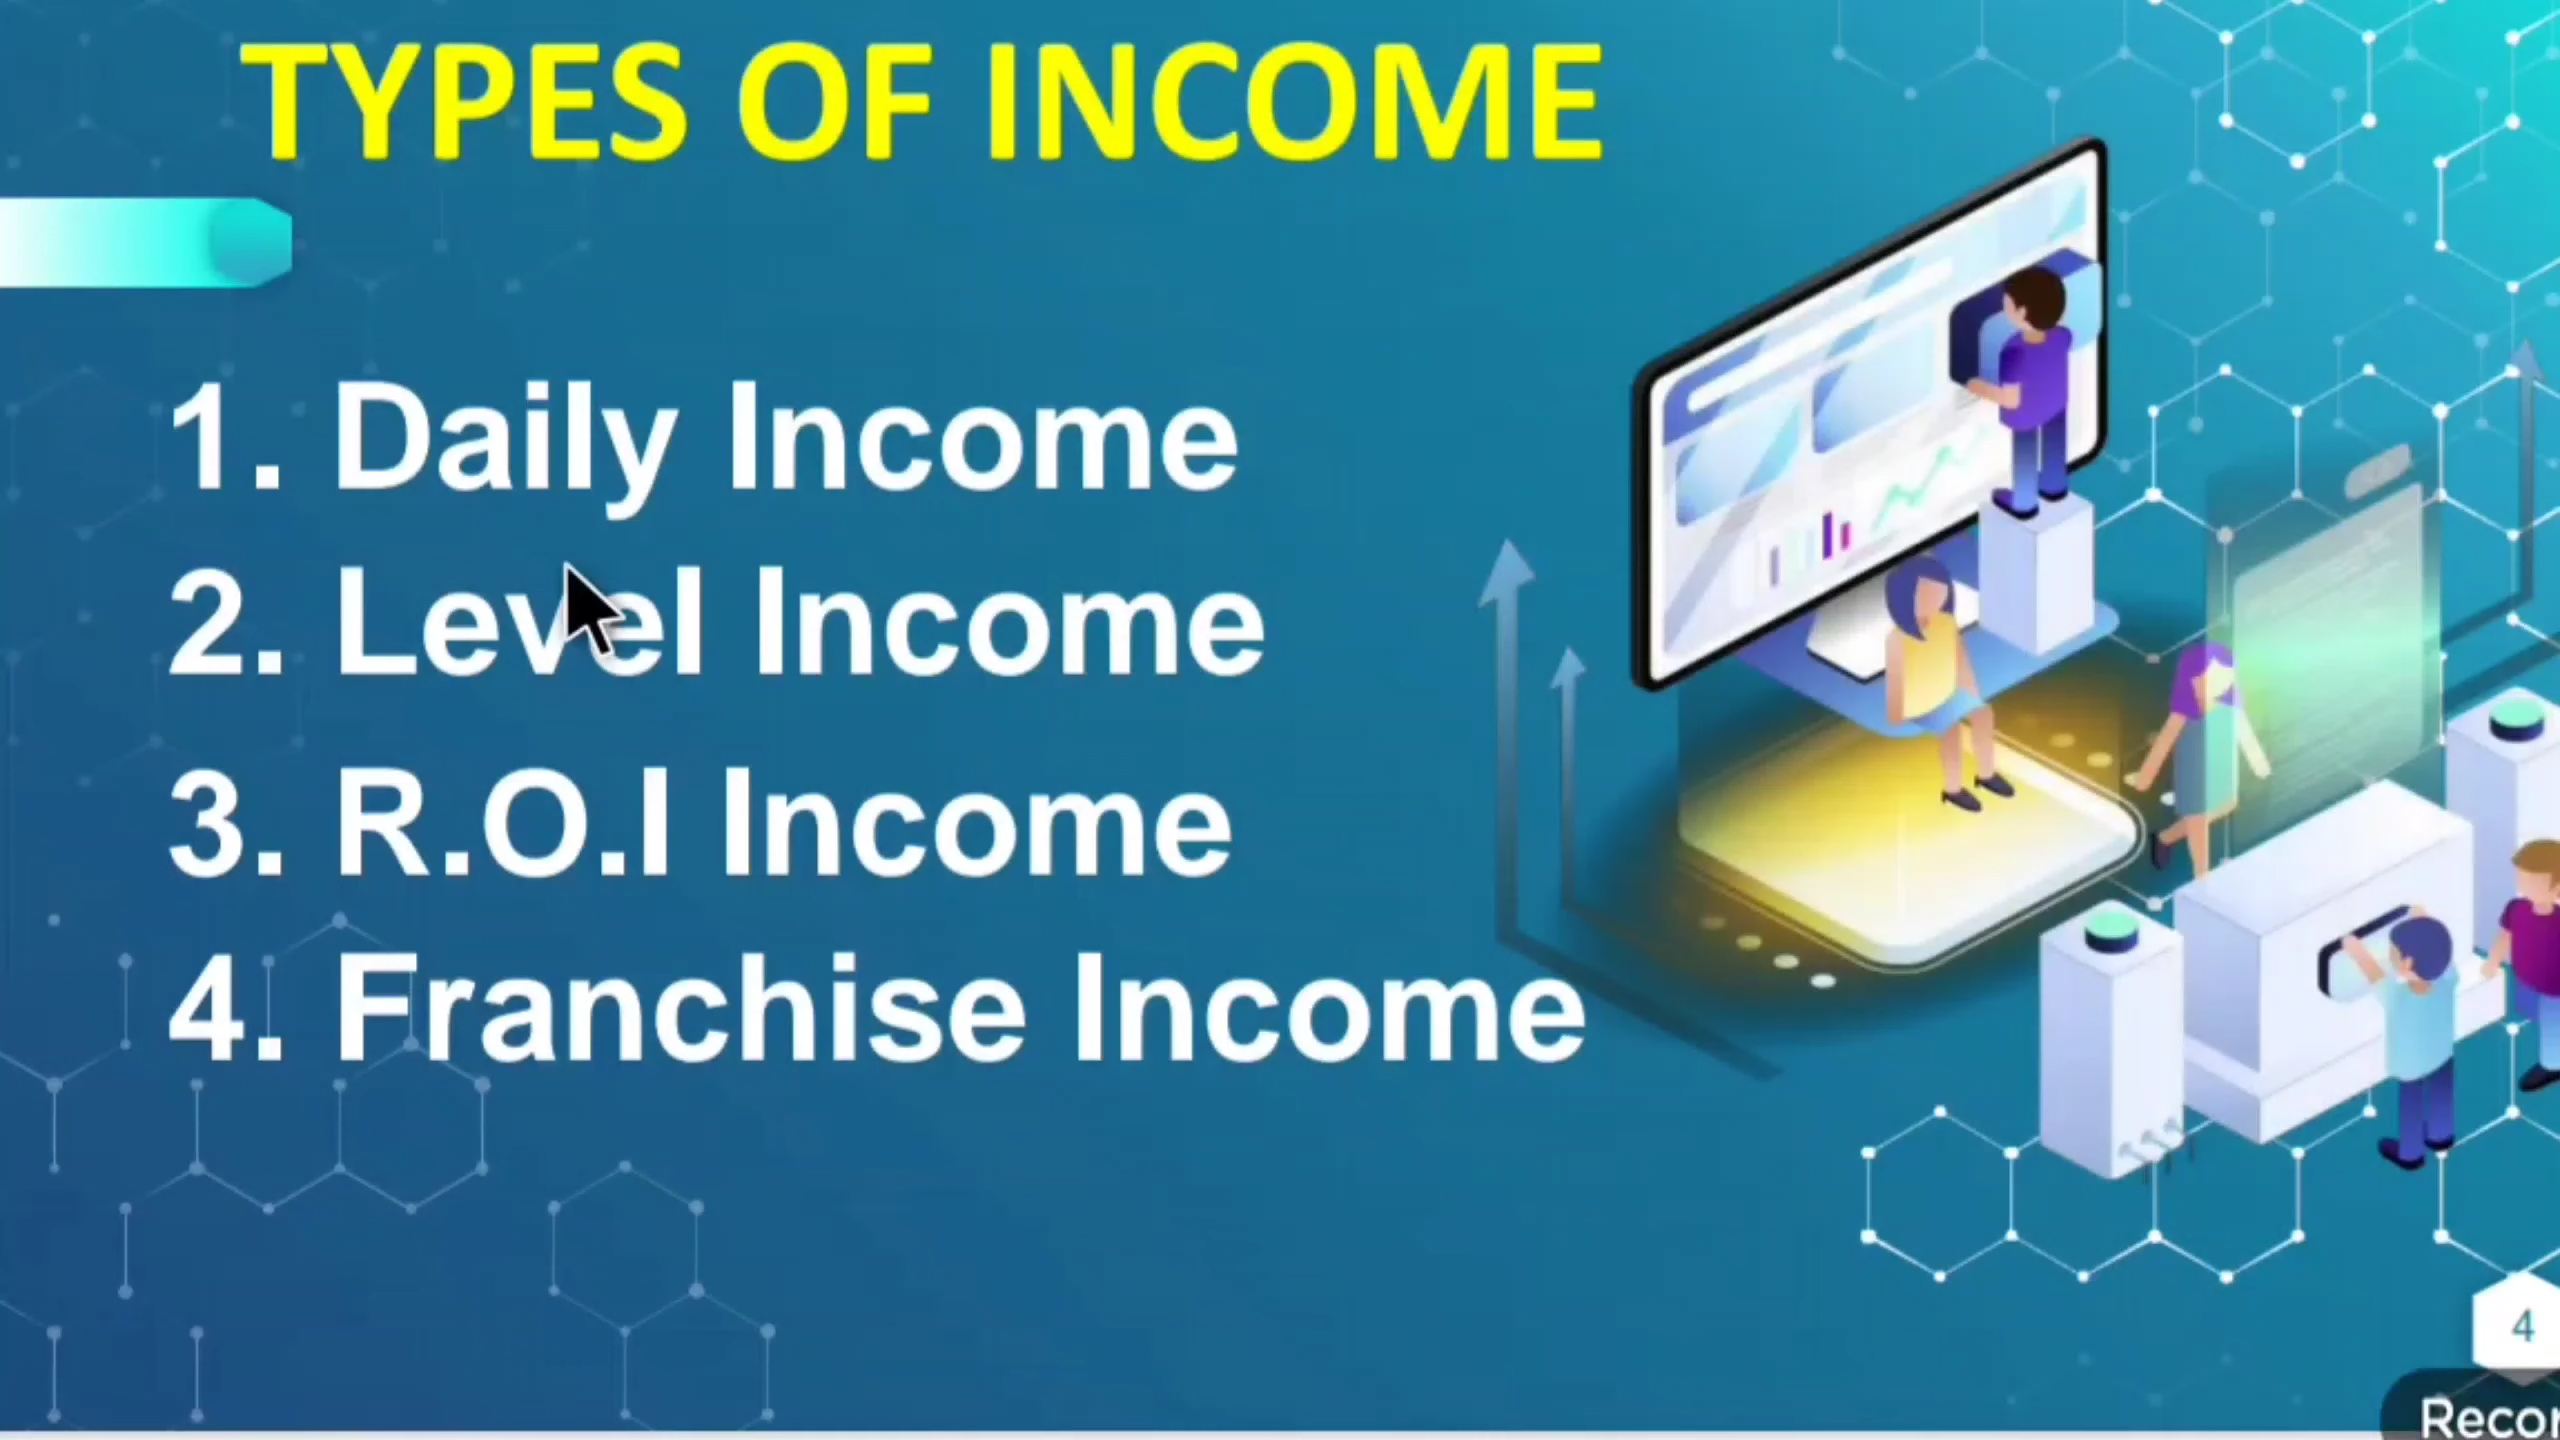 TYPES OF INCOME
1. Daily Income
2. Level Income
3. R.O.I Income
4. Franchise Income
4